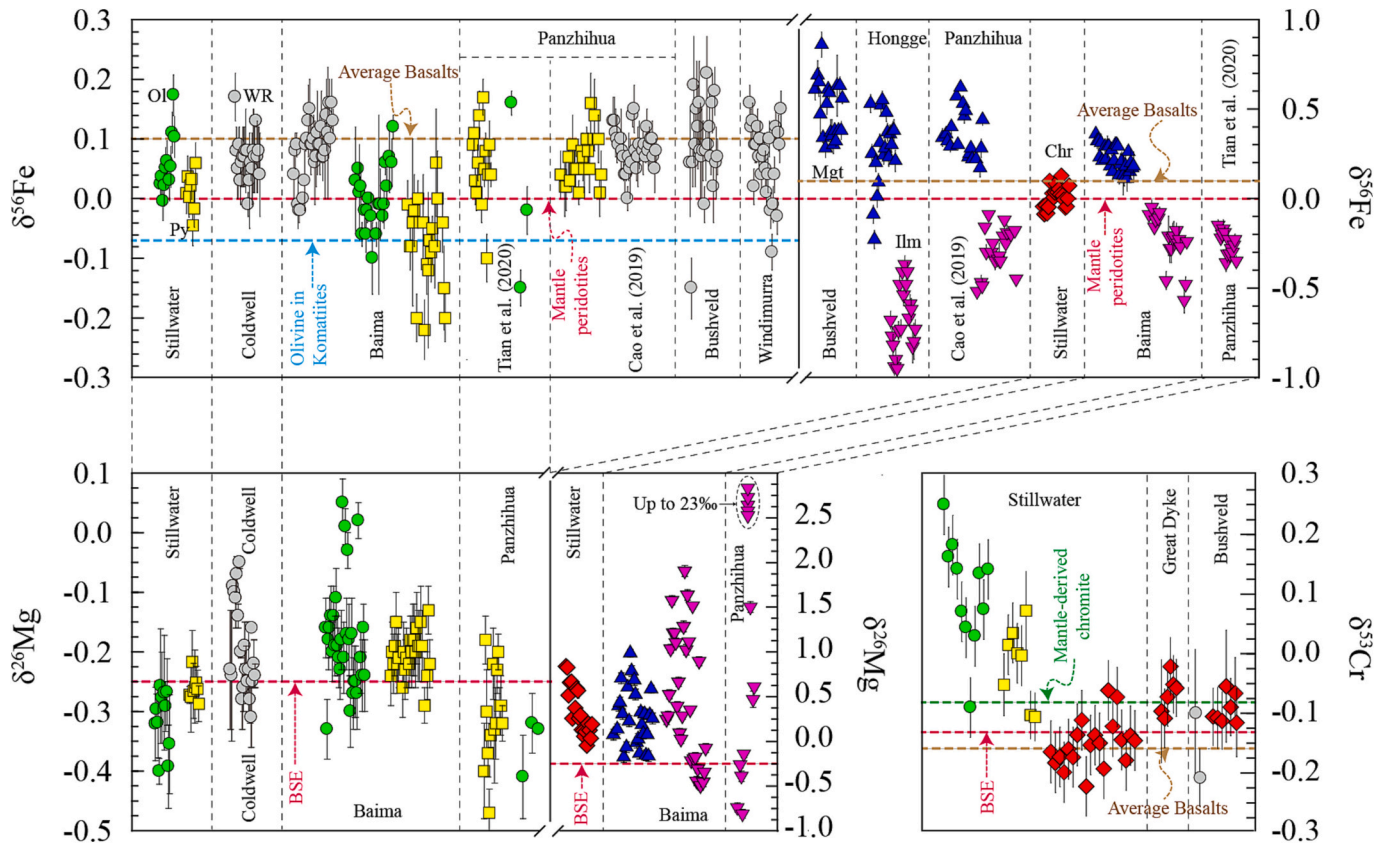 0.3
0.2
0.1
0.0
-0.1
-0.2
-0.3
δ56Fe
Ol
Py
WR
Average Basalts
Panzhihua
Stillwater
Coldwell
Olivine in
Komatiites
Baima
Tian et al. (2020)
Mantle
peridotites
Cao et al. (2019)
Bushveld
Windimurra
Hongge
Panzhihua
Mgt
Ilm
Chr
Average Basalts
Tian et al. (2020)
Bushveld
Cao et al. (2019)
Stillwater
Mantle
peridotites
Baima
Panzhihua
1.0
0.5
0.0
-0.5
-1.0
δ56Fe
0.1
0.0
-0.1
-0.2
-0.3
-0.4
-0.5
δ26Mg
Stillwater
Coldwell
Coldwell
BSE
Baima
Panzhihua
Stillwater
BSE
Up to 23‰
Panzhihua
Baima
2.5
2.0
1.5
1.0
0.5
0.0
-0.5
-1.0
δ26Mg
Stillwater
Great Dyke
Bushveld
Mantle-derived
chromite
BSE
Average Basalts
0.3
0.2
0.1
0.0
-0.1
-0.2
-0.3
δ53Cr